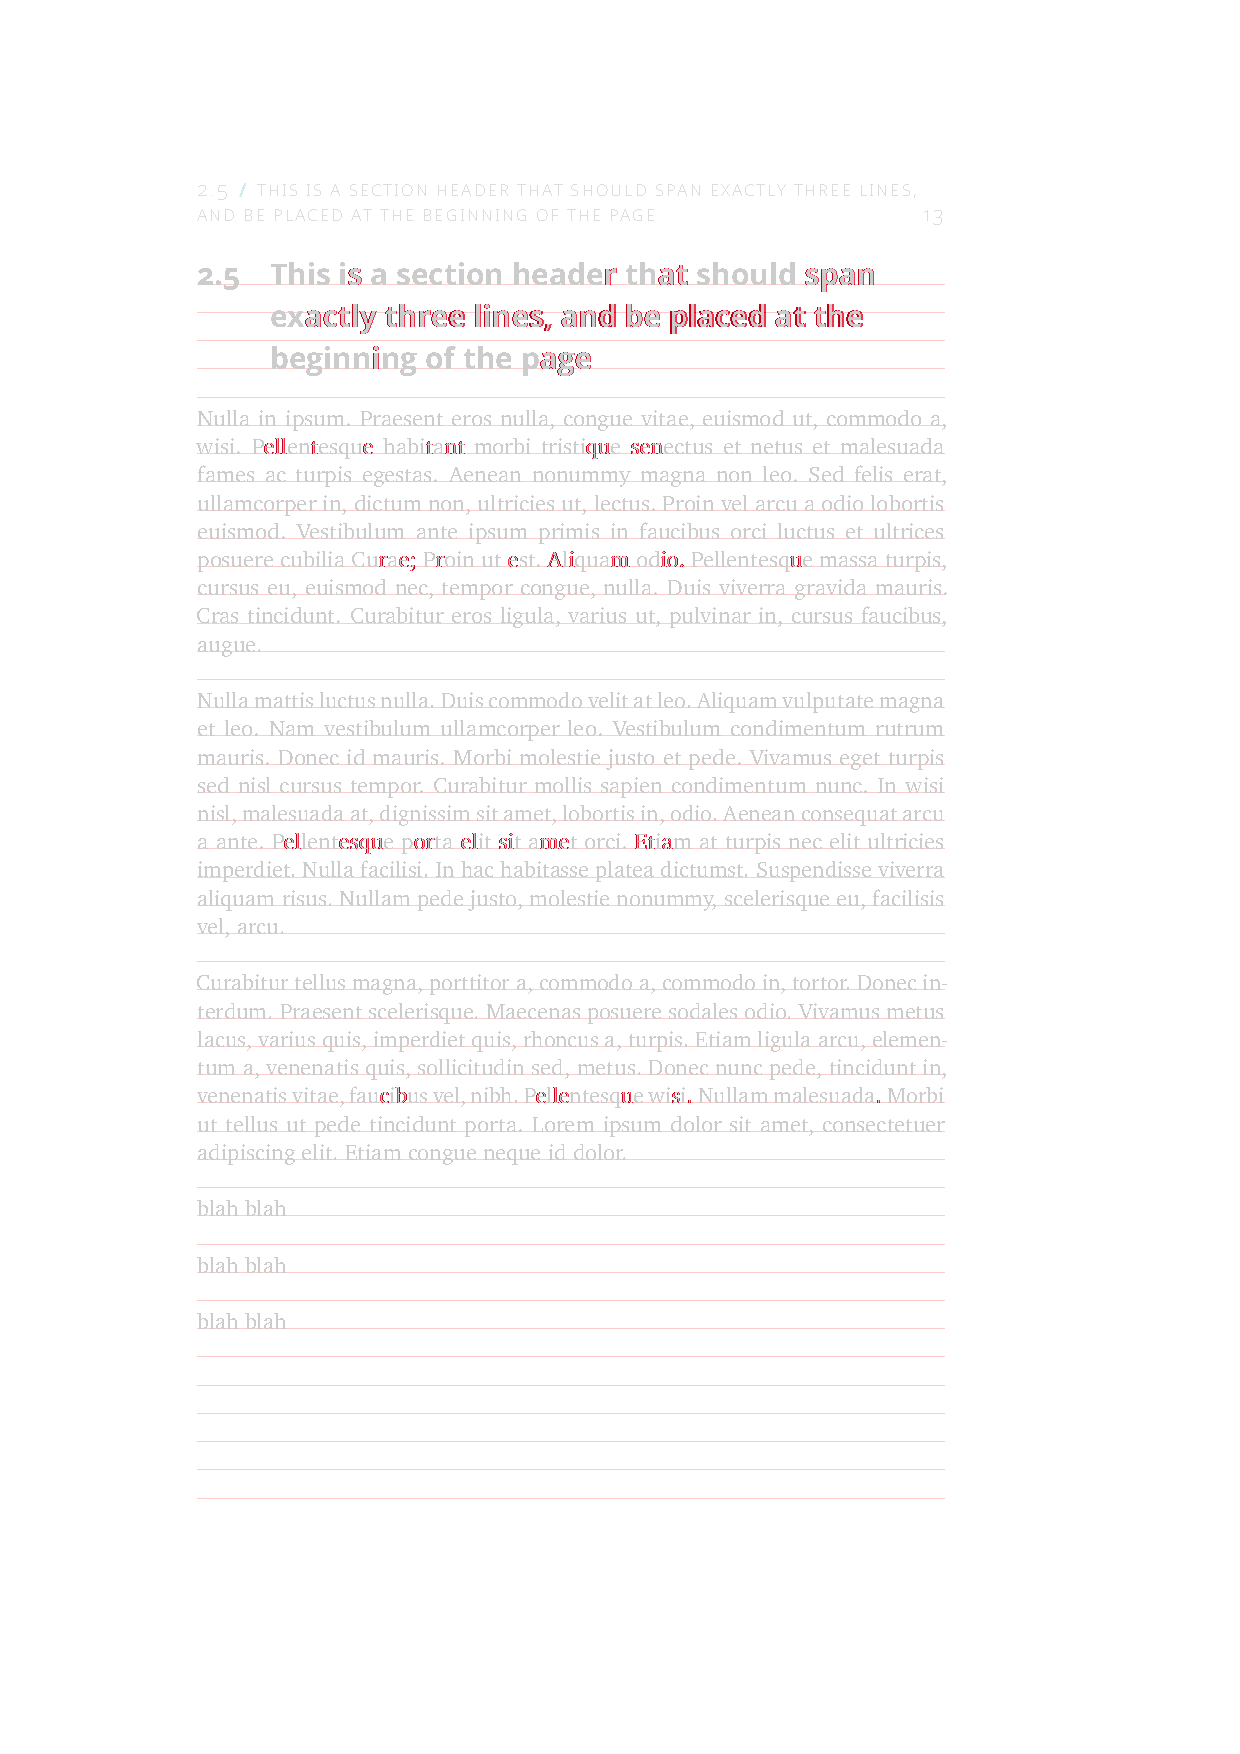 2.5 / THIS IS A SECTION HEADER THAT SHOULD SPAN EXACTLY THREE LINES,
AND BE PLACED AT THE BEGINNING OF THE PAGE 13
2.5 This is a section header that should span
exactly three lines, and be placed at the
beginning of the page
Nulla in ipsum. Praesent eros nulla, congue vitae, euismod ut, commodo a,
wisi. Pellentesque habitant morbi tristique senectus et netus et malesuada
fames ac turpis egestas. Aenean nonummy magna non leo. Sed felis erat,
ullamcorper in, dictum non, ultricies ut, lectus. Proin vel arcu a odio lobortis
euismod. Vestibulum ante ipsum primis in faucibus orci luctus et ultrices
posuere cubilia Curae; Proin ut est. Aliquam odio. Pellentesque massa turpis,
cursus eu, euismod nec, tempor congue, nulla. Duis viverra gravida mauris.
Cras tincidunt. Curabitur eros ligula, varius ut, pulvinar in, cursus faucibus,
augue.
Nulla mattis luctus nulla. Duis commodo velit at leo. Aliquam vulputate magna
et leo. Nam vestibulum ullamcorper leo. Vestibulum condimentum rutrum
mauris. Donec id mauris. Morbi molestie justo et pede. Vivamus eget turpis
sed nisl cursus tempor. Curabitur mollis sapien condimentum nunc. In wisi
nisl, malesuada at, dignissim sit amet, lobortis in, odio. Aenean consequat arcu
a ante. Pellentesque porta elit sit amet orci. Etiam at turpis nec elit ultricies
imperdiet. Nulla facilisi. In hac habitasse platea dictumst. Suspendisse viverra
aliquam risus. Nullam pede justo, molestie nonummy, scelerisque eu, facilisis
vel, arcu.
Curabitur tellus magna, porttitor a, commodo a, commodo in, tortor. Donec in-
terdum. Praesent scelerisque. Maecenas posuere sodales odio. Vivamus metus
lacus, varius quis, imperdiet quis, rhoncus a, turpis. Etiam ligula arcu, elemen-
tum a, venenatis quis, sollicitudin sed, metus. Donec nunc pede, tincidunt in,
venenatis vitae, faucibus vel, nibh. Pellentesque wisi. Nullam malesuada. Morbi
ut tellus ut pede tincidunt porta. Lorem ipsum dolor sit amet, consectetuer
adipiscing elit. Etiam congue neque id dolor.
blah blah
blah blah
blah blah